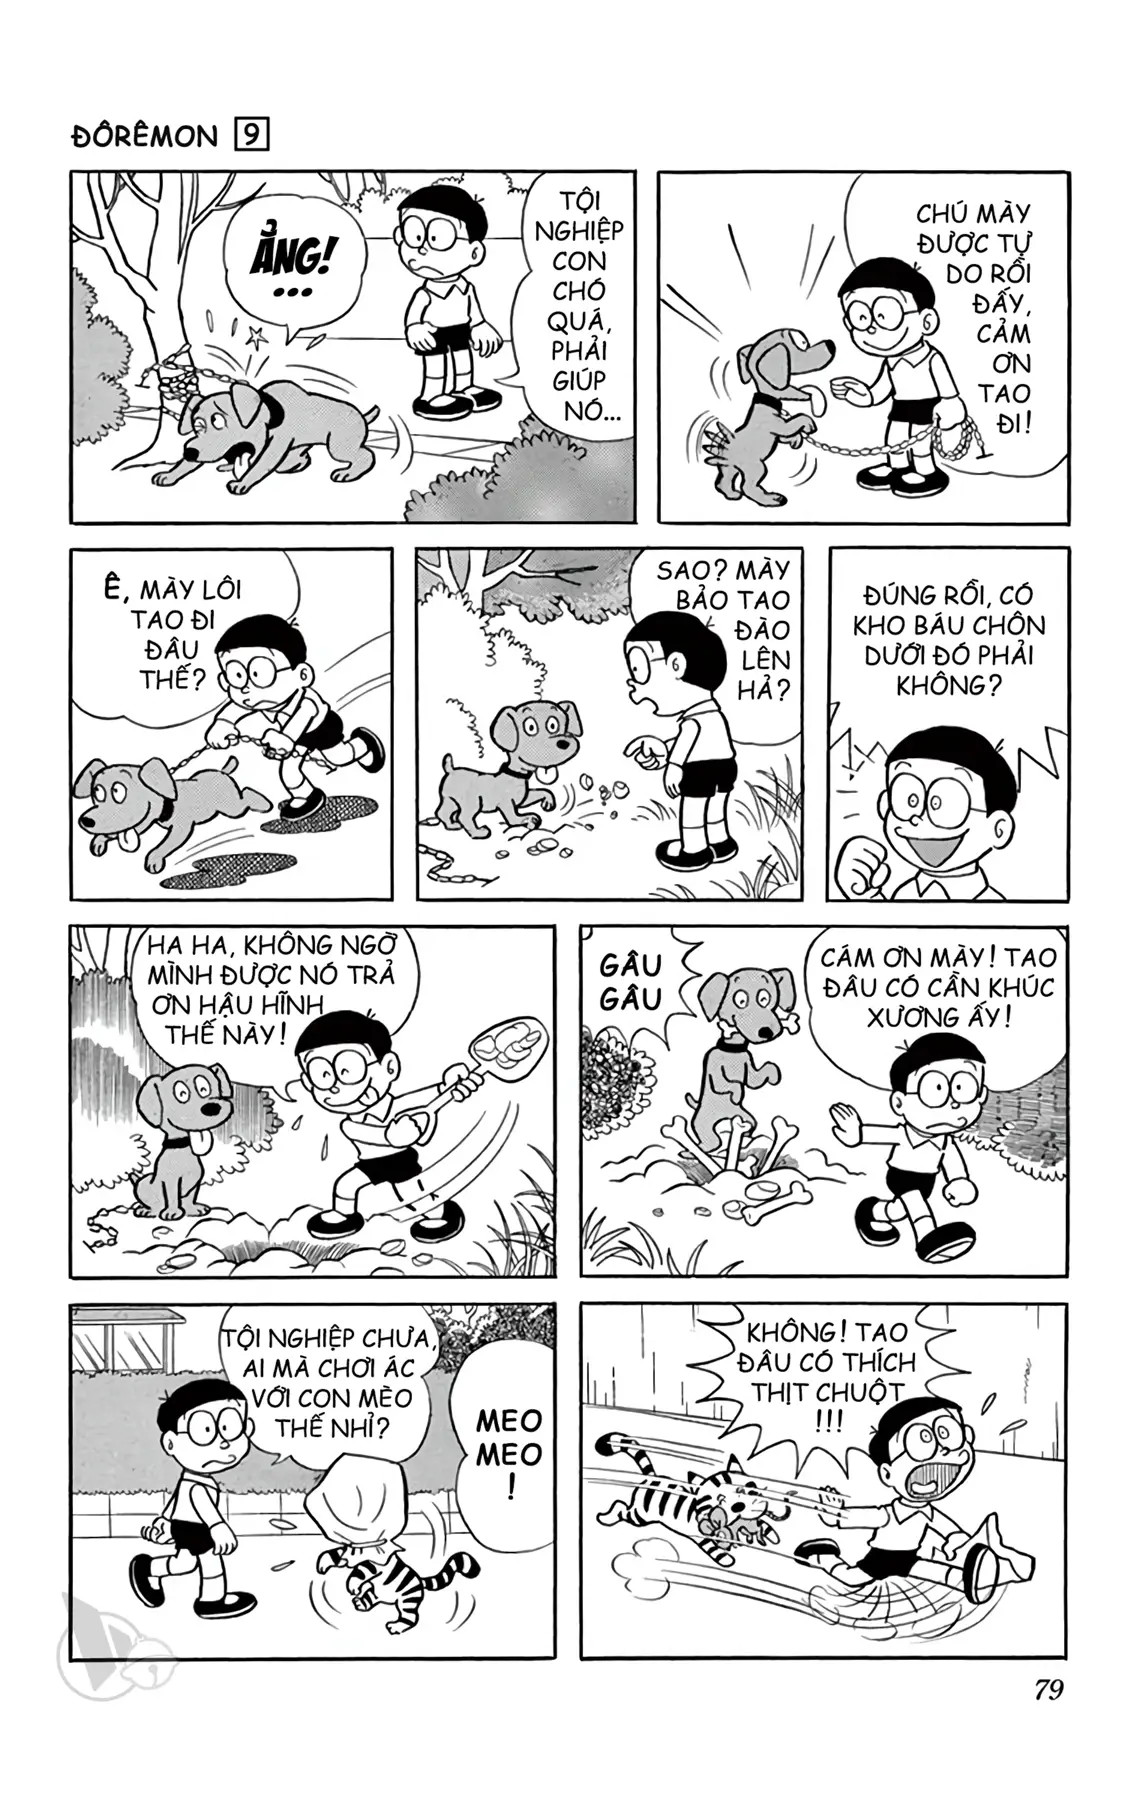 ĐÔRÊMON 9
ẲNG!
...
TỘI
NGHIỆP
CON
CHÓ
QUÁ,
PHẢI
GIÚP
NÓ...
CHÚ MÀY
ĐƯỢC TỰ
DO RỒI
ĐẤY,
CẢM
ƠN
TAO
ĐI!
Ê, MÀY LÔI
TAO ĐI
ĐÂU
THẾ?
SAO? MÀY
BẢO TAO
ĐÀO
LÊN
HẢ?
ĐÚNG RỒI, CÓ
KHO BÁU CHÔN
DƯỚI ĐÓ PHẢI
KHÔNG?
HA HA, KHÔNG NGỜ
MÌNH ĐƯỢC NÓ TRẢ
ƠN HẬU HĨNH
THẾ NÀY!
GÂU
GÂU
CÁM ƠN MÀY! TAO
ĐÂU CÓ CẦN KHÚC
XƯƠNG ẤY!
TỘI NGHIỆP CHƯA,
AI MÀ CHƠI ÁC
VỚI CON MÈO
THẾ NHỈ?
MEO
MEO
!
KHÔNG! TAO
ĐÂU CÓ THÍCH
THỊT CHUỘT
!!!
79